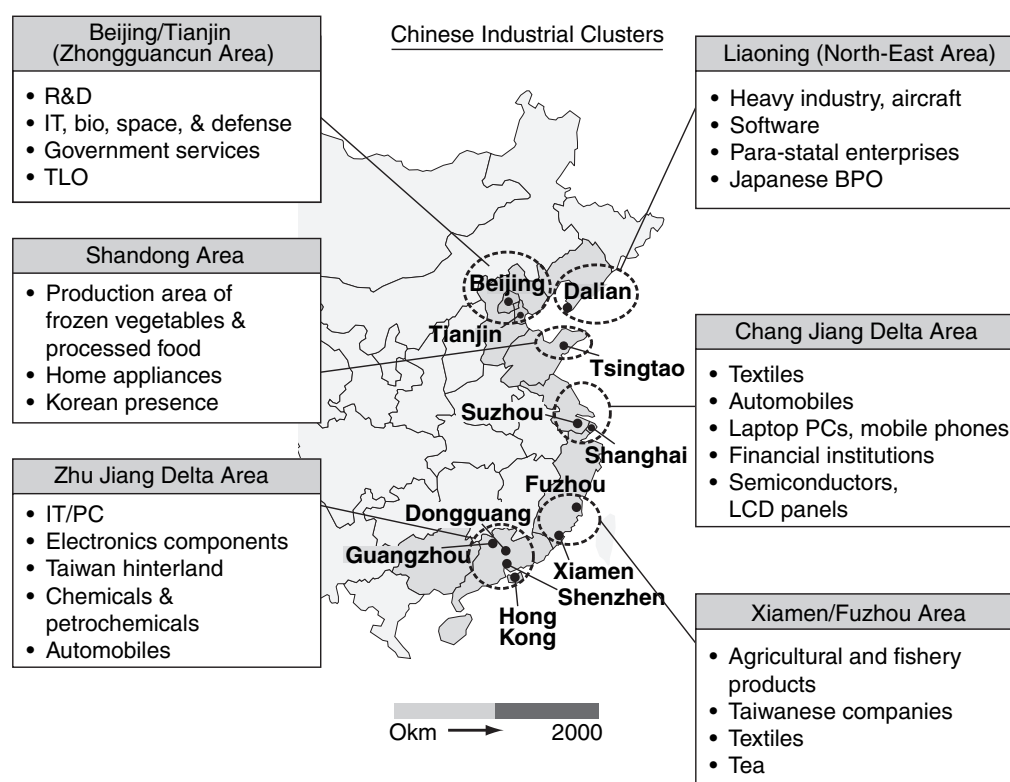 Chinese Industrial Clusters
Beijing/Tianjin
(Zhongguancun Area)
• R&D
• IT, bio, space, & defense
• Government services
• TLO
Liaoning (North-East Area)
• Heavy industry, aircraft
• Software
• Para-statal enterprises
• Japanese BPO
Shandong Area
• Production area of
frozen vegetables &
processed food
• Home appliances
• Korean presence
Chang Jiang Delta Area
• Textiles
• Automobiles
• Laptop PCs, mobile phones
• Financial institutions
• Semiconductors,
LCD panels
Zhu Jiang Delta Area
• IT/PC
• Electronics components
• Taiwan hinterland
• Chemicals &
petrochemicals
• Automobiles
Xiamen/Fuzhou Area
• Agricultural and fishery
products
• Taiwanese companies
• Textiles
• Tea
Beijing
Dalian
Tianjin
Tsingtao
Suzhou
Shanghai
Fuzhou
Dongguang
Guangzhou
Xiamen
Shenzhen
Hong
Kong
Okm
2000